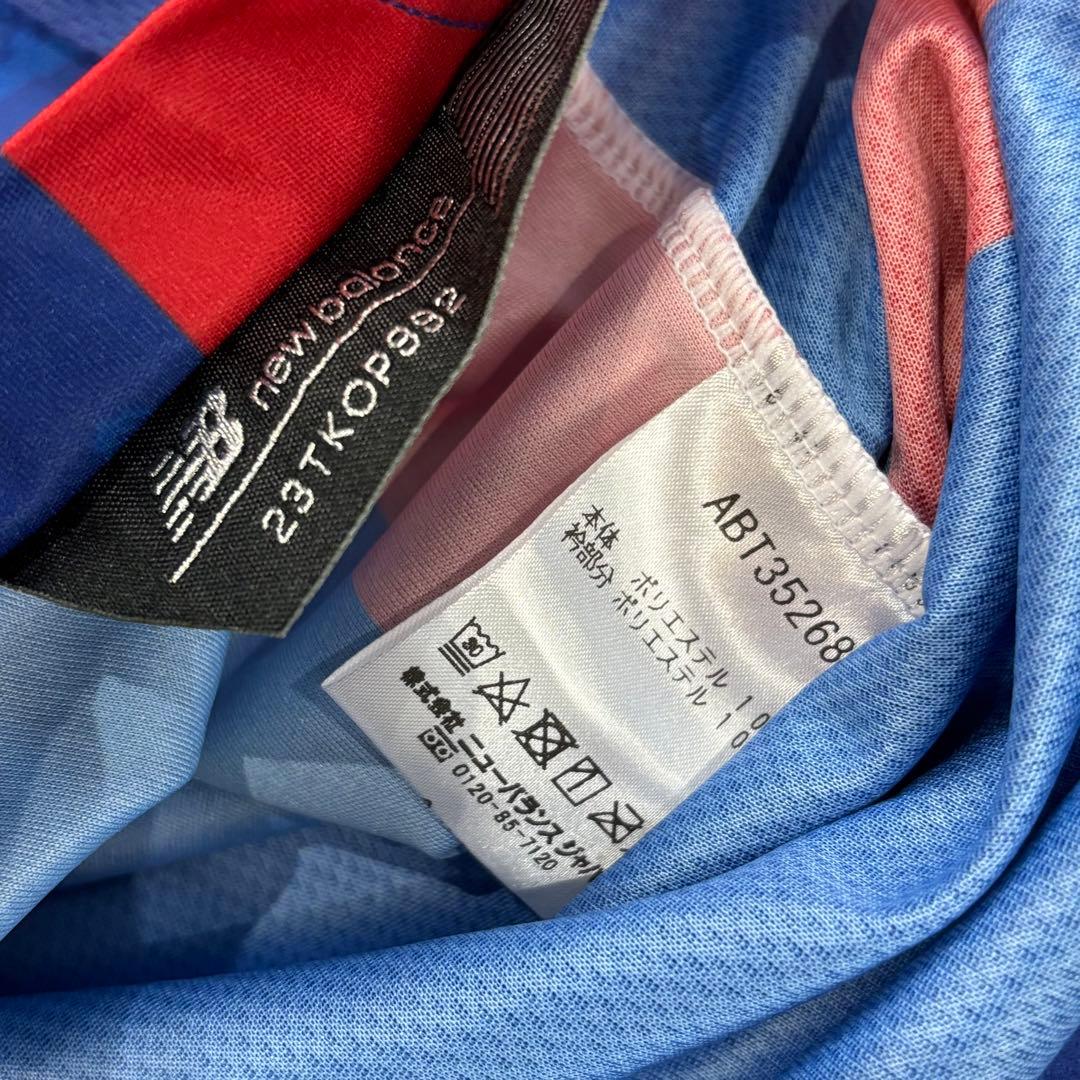 new balance
23TKOP892
ABT35268
本体 ポリエステル 10
衿部分 ポリエステル 10
30
株式会社ニューバランスジャパ
0120-85-7120